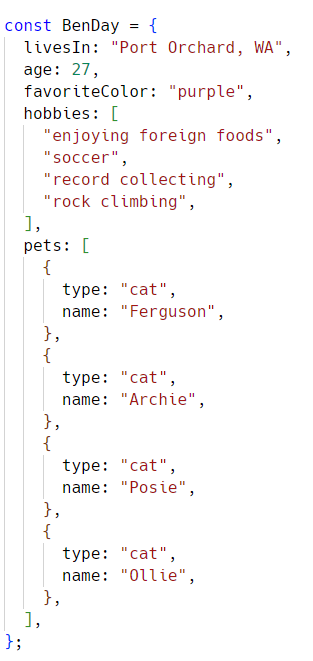 const BenDay = {
  livesIn: "Port Orchard, WA",
  age: 27,
  favoriteColor: "purple",
  hobbies: [
    "enjoying foreign foods",
    "soccer",
    "record collecting",
    "rock climbing",
  ],
  pets: [
    {
      type: "cat",
      name: "Ferguson",
    },
    {
      type: "cat",
      name: "Archie",
    },
    {
      type: "cat",
      name: "Posie",
    },
    {
      type: "cat",
      name: "Ollie",
    },
  ],
};